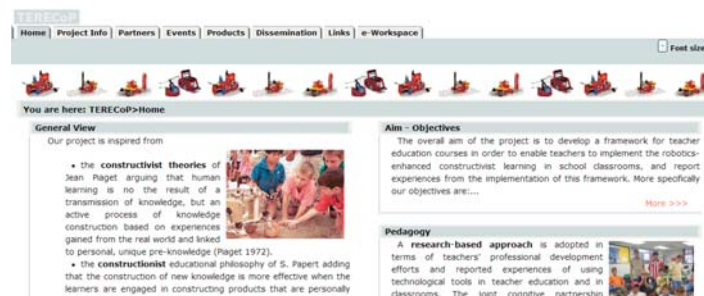 TERECoP
Home | Project Info | Partners | Events | Products | Dissemination | Links | e-Workspace
Font size
You are here: TERECoP>Home
General View
Our project is inspired from
• the constructivist theories of
Jean Piaget arguing that human
learning is no the result of a
transmission of knowledge, but an
active process of knowledge
construction based on experiences
gained from the real world and linked
to personal, unique pre-knowledge (Piaget 1972).
• the constructionist educational philosophy of S. Papert adding
that the construction of new knowledge is more effective when the
learners are engaged in constructing products that are personally
Aim - Objectives
The overall aim of the project is to develop a framework for teacher
education courses in order to enable teachers to implement the robotics-
enhanced constructivist learning in school classrooms, and report
experiences from the implementation of this framework. More specifically
our objectives are:...
More >>>
Pedagogy
A research-based approach is adopted in
terms of teachers' professional development
efforts and reported experiences of using
technological tools in teacher education and in
classrooms. The joint cognitive partnership